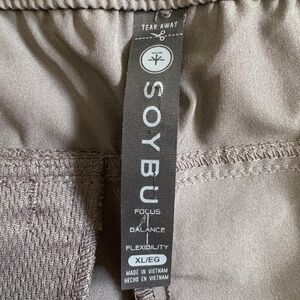 TEAR AWAY
SOYBU
FOCUS
BALANCE
FLEXIBILITY
XL/EG
MADE IN VIETNAM
HECHO EN VIETNAM